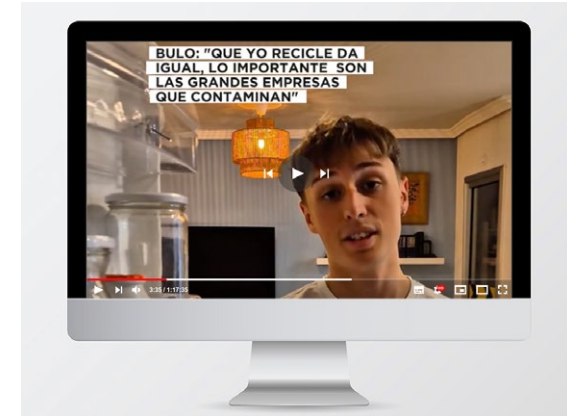 BULO: "QUE YO RECICLE DA
IGUAL, LO IMPORTANTE SON
LAS GRANDES EMPRESAS
QUE CONTAMINAN"
3:35 / 1:17:35